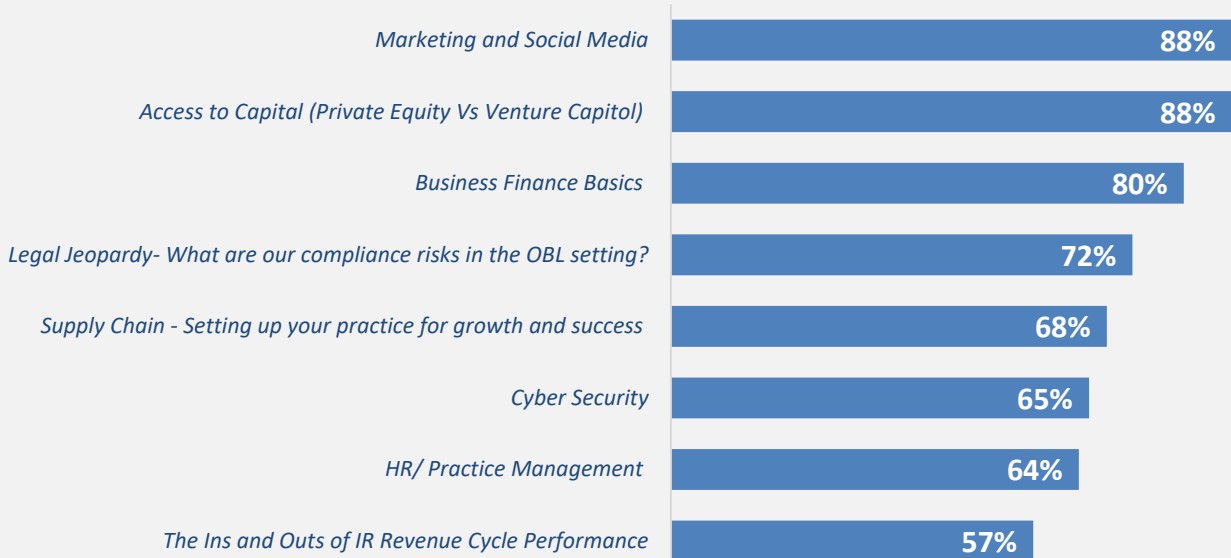 Marketing and Social Media 88%
Access to Capital (Private Equity Vs Venture Capitol) 88%
Business Finance Basics 80%
Legal Jeopardy- What are our compliance risks in the OBL setting? 72%
Supply Chain - Setting up your practice for growth and success 68%
Cyber Security 65%
HR/ Practice Management 64%
The Ins and Outs of IR Revenue Cycle Performance 57%